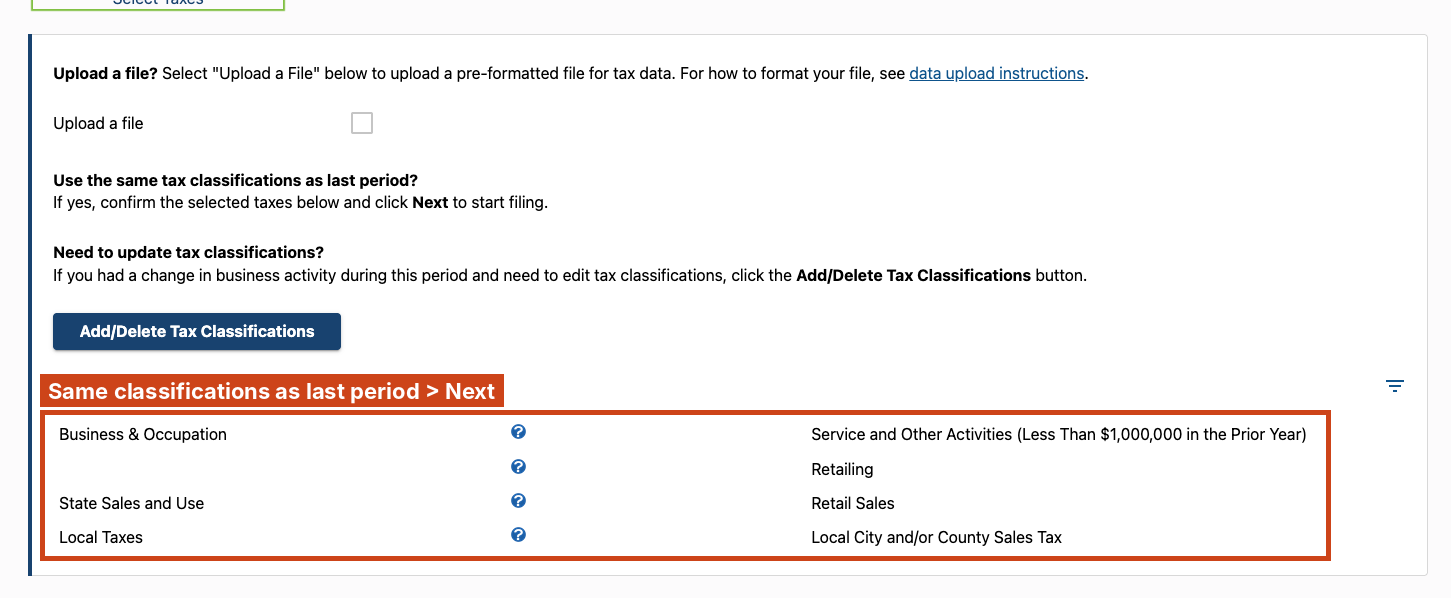 Select Taxes
Upload a file? Select "Upload a File" below to upload a pre-formatted file for tax data. For how to format your file, see data upload instructions.
Upload a file
Use the same tax classifications as last period?
If yes, confirm the selected taxes below and click Next to start filing.
Need to update tax classifications?
If you had a change in business activity during this period and need to edit tax classifications, click the Add/Delete Tax Classifications button.
Add/Delete Tax Classifications
Same classifications as last period > Next
Business & Occupation ? Service and Other Activities (Less Than $1,000,000 in the Prior Year)
? Retailing
State Sales and Use ? Retail Sales
Local Taxes ? Local City and/or County Sales Tax